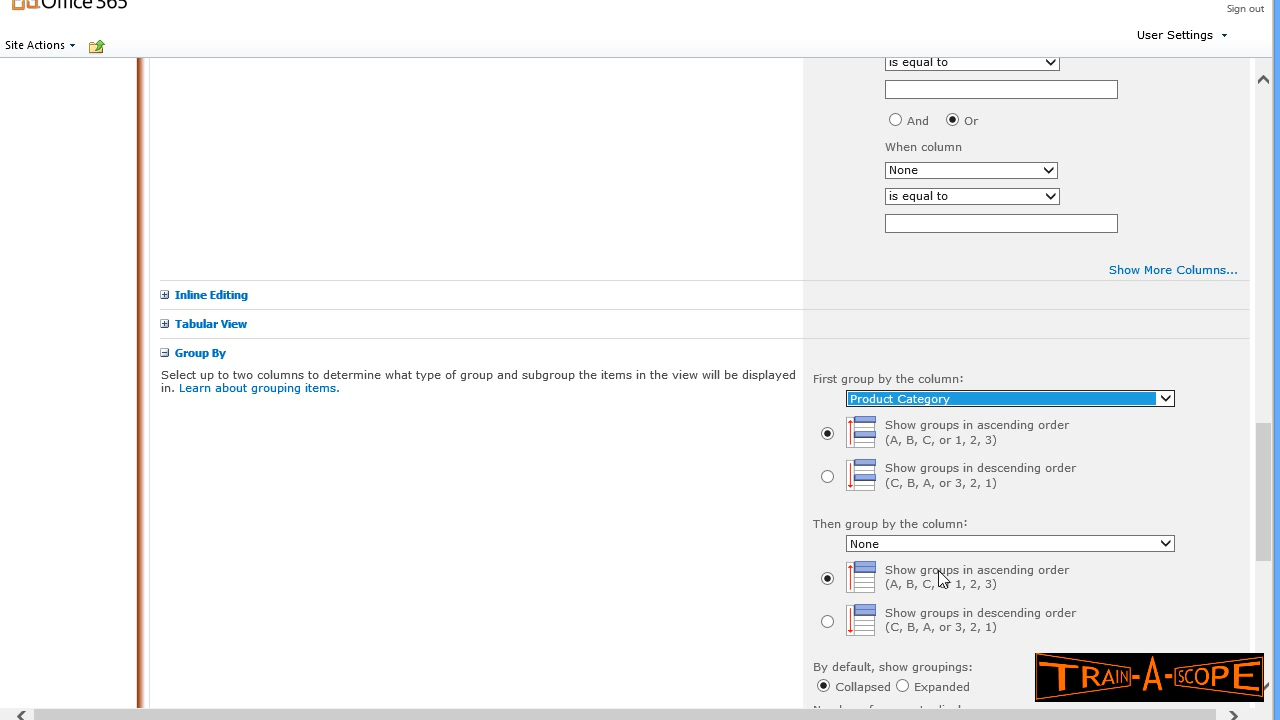 Office 365
Sign out
Site Actions
User Settings
is equal to
And
Or
When column
None
is equal to
Show More Columns...
Inline Editing
Tabular View
Group By
Select up to two columns to determine what type of group and subgroup the items in the view will be displayed
in. Learn about grouping items.
First group by the column:
Product Category
Show groups in ascending order
(A, B, C, or 1, 2, 3)
Show groups in descending order
(C, B, A, or 3, 2, 1)
Then group by the column:
None
Show groups in ascending order
(A, B, C, 1, 2, 3)
Show groups in descending order
(C, B, A, or 3, 2, 1)
By default, show groupings:
Collapsed
Expanded
TRAIN-A-SCOPE